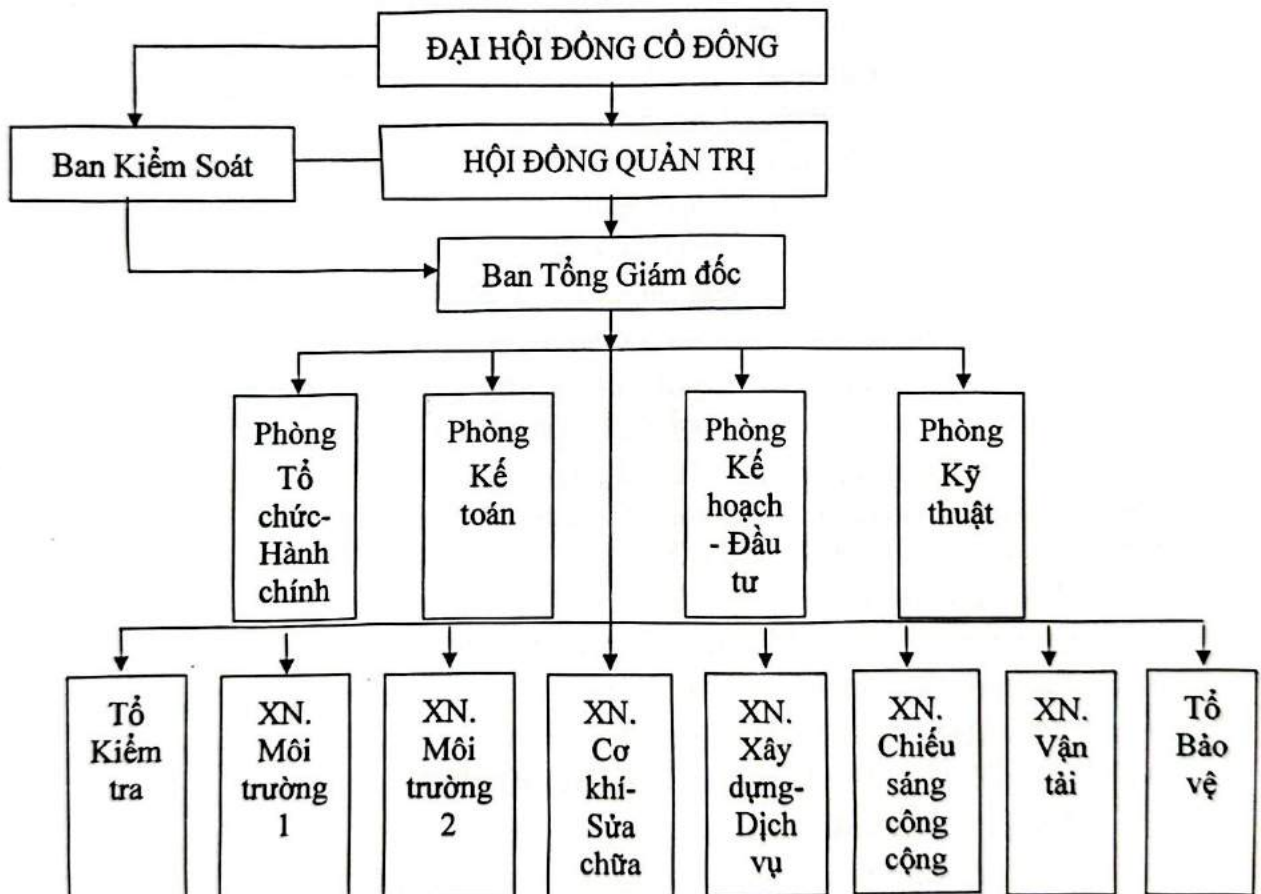 ĐẠI HỘI ĐỒNG CỔ ĐÔNG
Ban Kiểm Soát
HỘI ĐỒNG QUẢN TRỊ
Ban Tổng Giám đốc
Phòng
Tổ
chức-
Hành
chính
Phòng
Kế
toán
Phòng
Kế
hoạch
- Đầu
tư
Phòng
Kỹ
thuật
Tổ
Kiểm
tra
XN.
Môi
trường
1
XN.
Môi
trường
2
XN.
Cơ
khí-
Sửa
chữa
XN.
Xây
dựng-
Dịch
vụ
XN.
Chiếu
sáng
công
cộng
XN.
Vận
tải
Tổ
Bảo
vệ